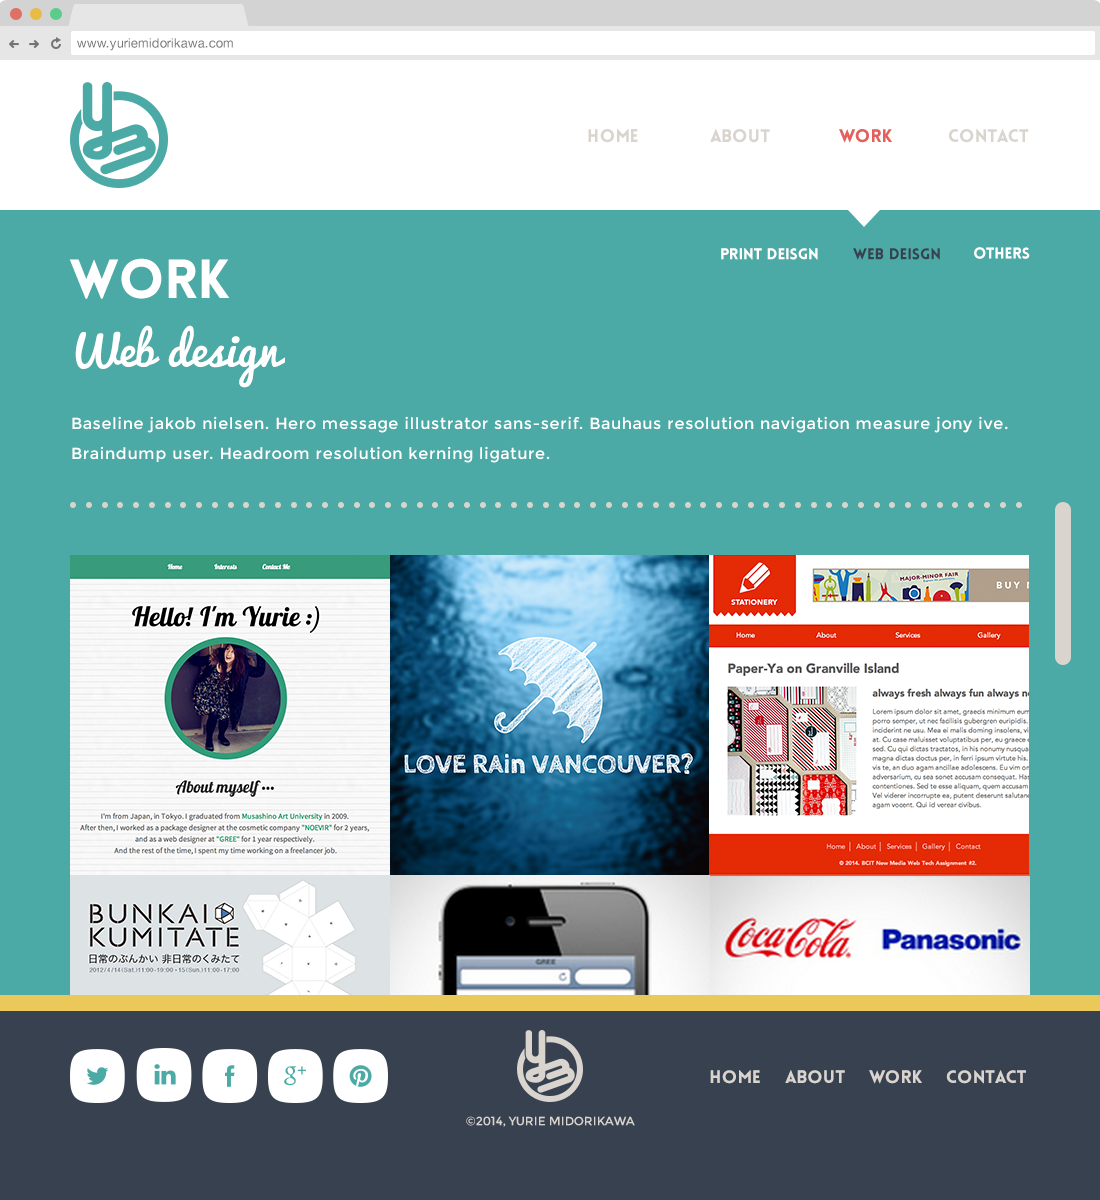 www.yuriemidorikawa.com
HOME
ABOUT
WORK
CONTACT
PRINT DEISGN
WEB DEISGN
OTHERS
WORK
Web design
Baseline jakob nielsen. Hero message illustrator sans-serif. Bauhaus resolution navigation measure jony ive.
Braindump user. Headroom resolution kerning ligature.
Home
Interests
Contact Me
Hello! I'm Yurie :)
About myself ···
I'm from Japan, in Tokyo. I graduated from Musashino Art University in 2009.
After then, I worked as a package designer at the cosmetic company "NOEVIR" for 2 years,
and as a web designer at "GREE" for 1 year respectively.
And the rest of the time, I spent my time working on a freelancer job.
LOVE RAin VANCOUVER?
STATIONERY
MAJOR-MINOR FAIR
BUY
Home
About
Services
Gallery
Paper-Ya on Granville Island
always fresh always fun always
Lorem ipsum dolor sit amet, graecis minimum
porro semper, ut nec facilisis gubergren euripidis.
inciderint ne usu. Mea ei malis doming insolens,
at. Cu case maluisset voluptatibus per, eu graece
sed. Cu qui dictas tractatos, in his nonumy
magna dictas doctus per, in ferri ipsum virtute
vis te, an duo agam ancillae adolescens. Eu vim
adversarium, cu sea sonet accusam consequat.
contentiones. Sed te esse aliquam, quem accusam
Vel viderer incorrupte ea, putent deserunt
agam vocent. Qui id verear civibus.
Home | About | Services | Gallery | Contact
© 2014. BCIT New Media Web Tech Assignment #2.
BUNKAI
KUMITATE
日常のぶんかい 非日常のくみたて
2012/4/14(Sat.)11:00-19:00・15(Sun.)11:00-17:00
GREE
Coca-Cola
Panasonic
HOME
ABOUT
WORK
CONTACT
©2014, YURIE MIDORIKAWA